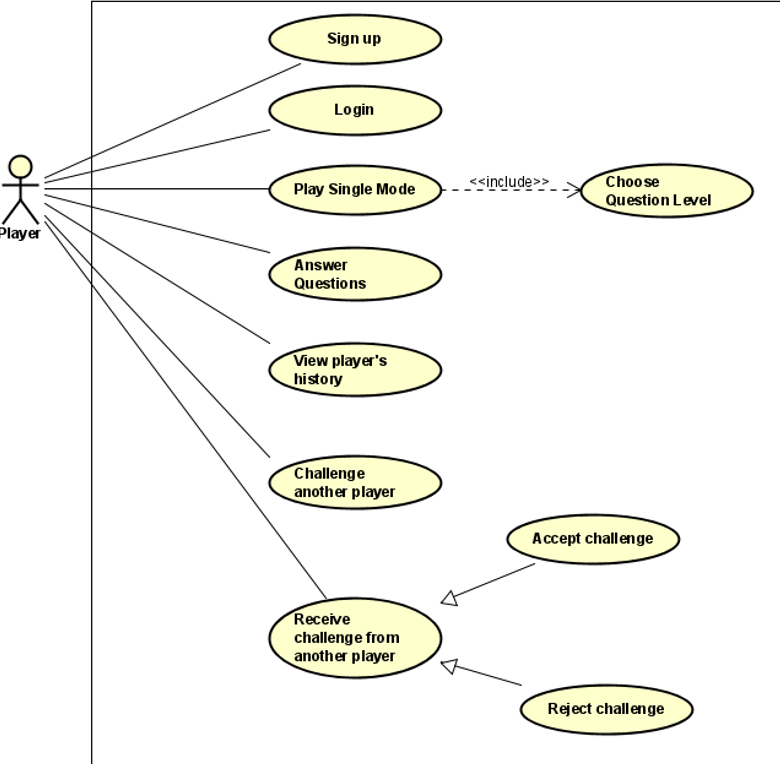 Sign up
Login
Play Single Mode
<<include>>
Choose
Question Level
Player
Answer
Questions
View player's
history
Challenge
another player
Accept challenge
Receive
challenge from
another player
Reject challenge